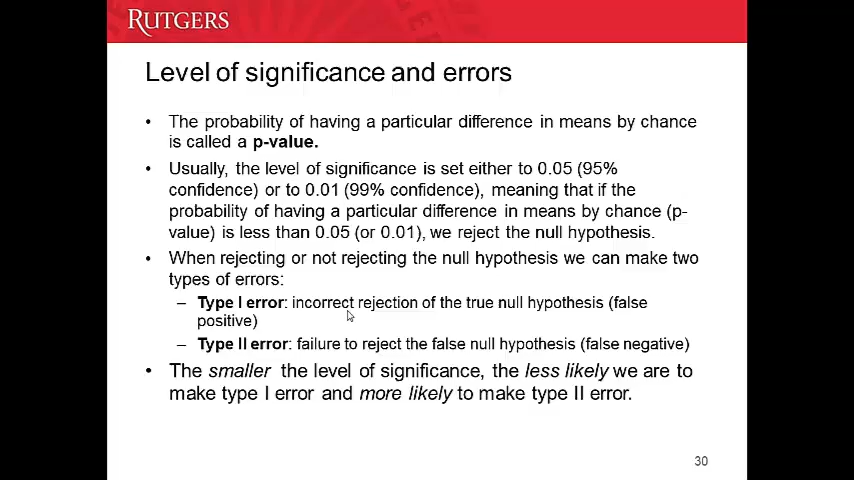 RUTGERS
Level of significance and errors
• The probability of having a particular difference in means by chance
is called a p-value.
• Usually, the level of significance is set either to 0.05 (95%
confidence) or to 0.01 (99% confidence), meaning that if the
probability of having a particular difference in means by chance (p-
value) is less than 0.05 (or 0.01), we reject the null hypothesis.
• When rejecting or not rejecting the null hypothesis we can make two
types of errors:
– Type I error: incorrect rejection of the true null hypothesis (false
positive)
– Type II error: failure to reject the false null hypothesis (false negative)
• The smaller the level of significance, the less likely we are to
make type I error and more likely to make type II error.
30